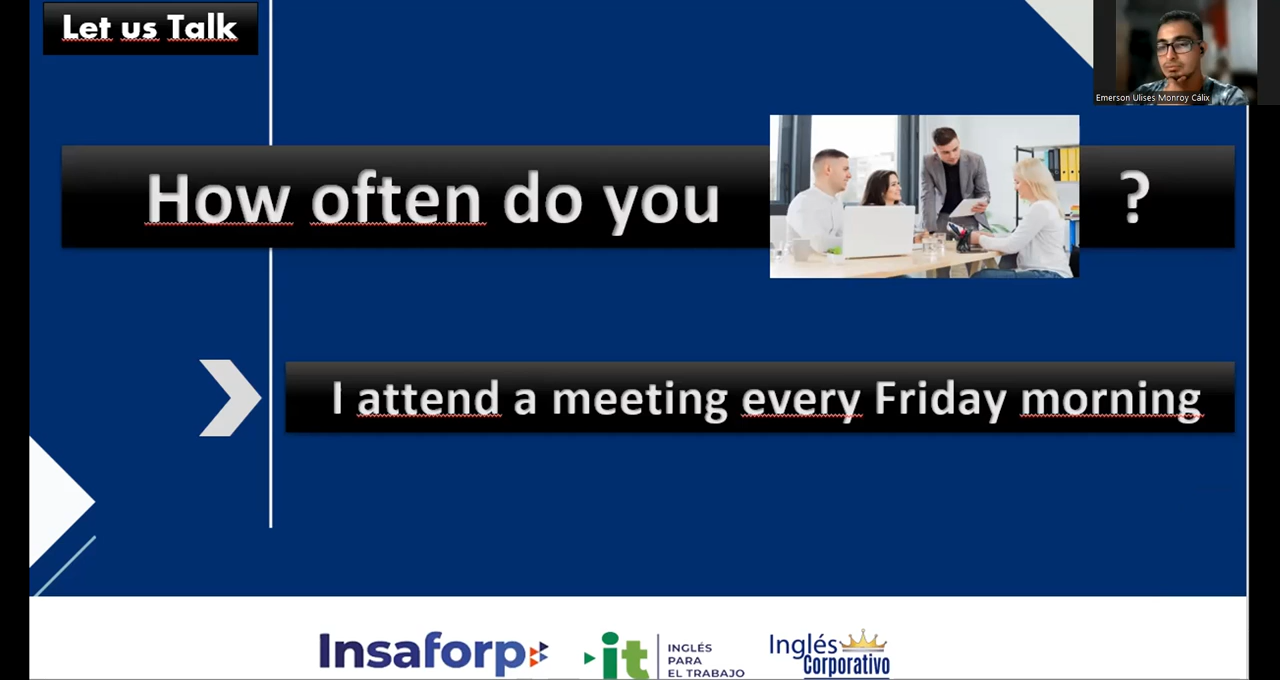 Let us Talk
Emerson Ulises Monroy Cálix
How often do you ?
I attend a meeting every Friday morning
Insaforp
it
INGLÉS
PARA
EL TRABAJO
Inglés
Corporativo